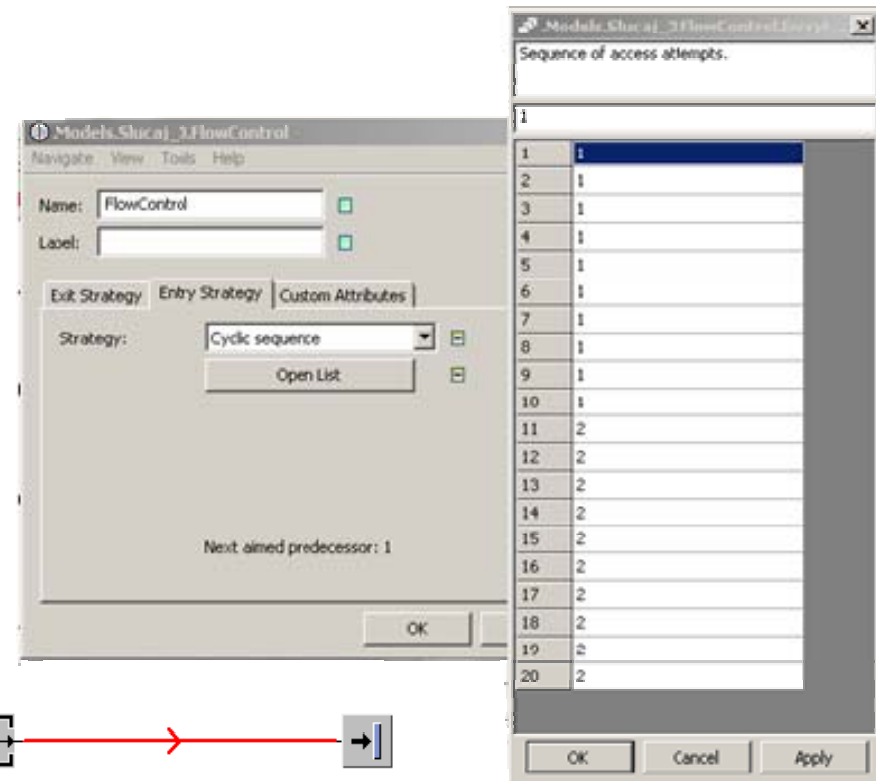 .Models.Slucaj_3.FlowControl
Navigate View Tools Help
Name: FlowControl
Label:
Exit Strategy Entry Strategy Custom Attributes
Strategy: Cyclic sequence
Open List
Next aimed predecessor: 1
OK
.Models.Slucaj_3.FlowControl.
Sequence of access attempts.
1
1 1
2 1
3 1
4 1
5 1
6 1
7 1
8 1
9 1
10 1
11 2
12 2
13 2
14 2
15 2
16 2
17 2
18 2
19 2
20 2
OK Cancel Apply